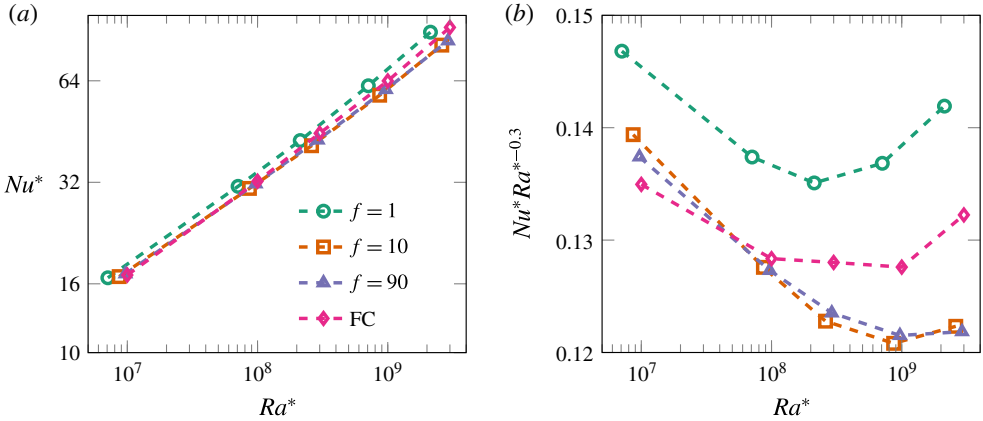 (a)
64
32
16
10
Nu*
10^7
10^8
10^9
Ra*
f = 1
f = 10
f = 90
FC
(b)
0.15
0.14
0.13
0.12
Nu* Ra*^−0.3
10^7
10^8
10^9
Ra*